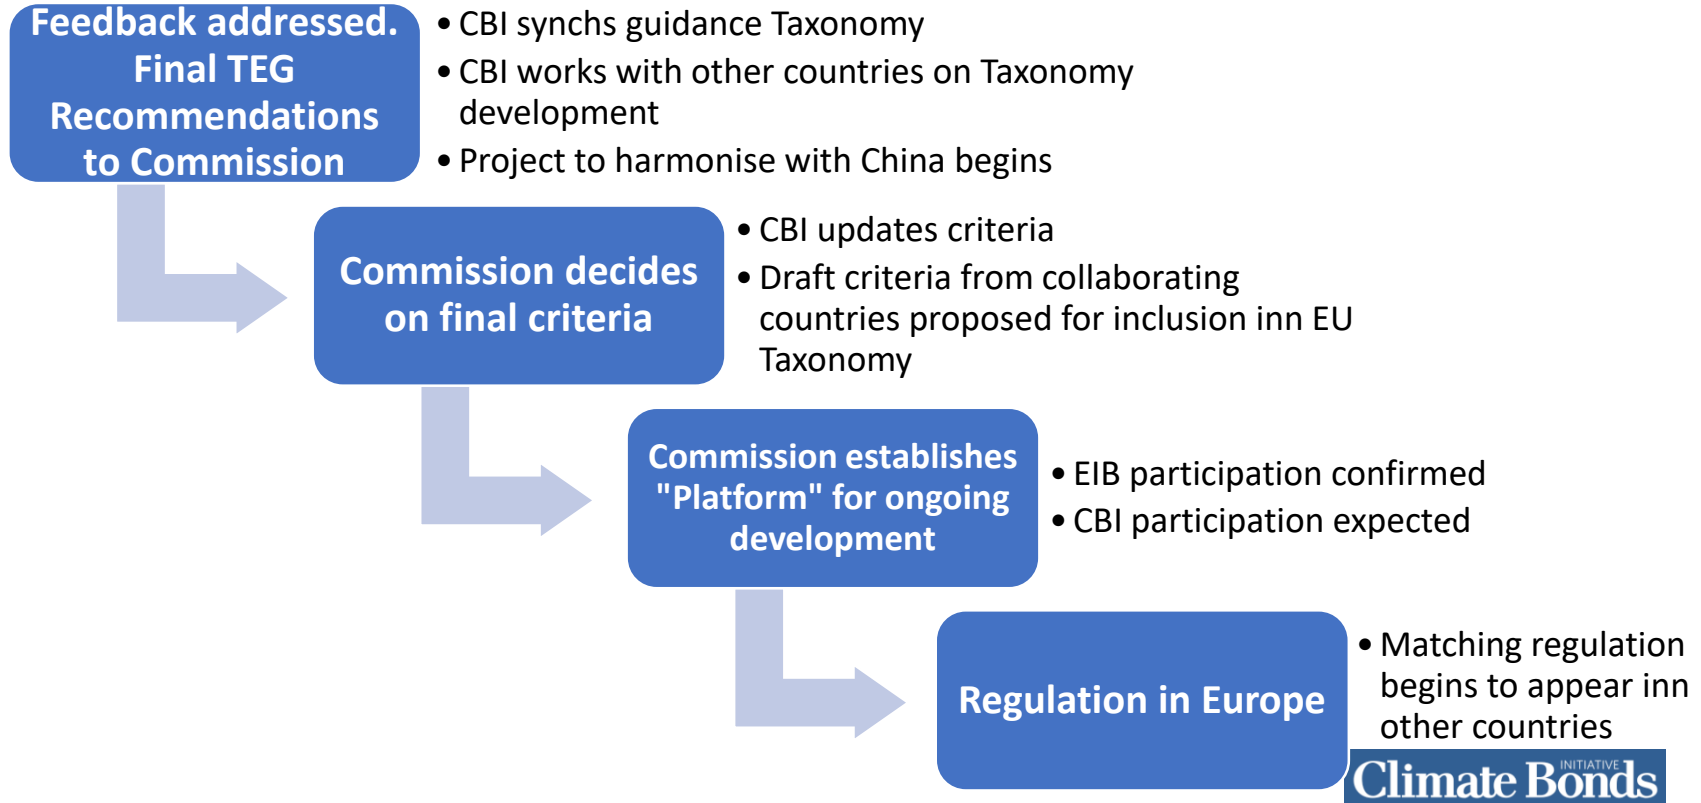 Feedback addressed.
Final TEG
Recommendations
to Commission
• CBI synchs guidance Taxonomy
• CBI works with other countries on Taxonomy
development
• Project to harmonise with China begins
Commission decides
on final criteria
• CBI updates criteria
• Draft criteria from collaborating
countries proposed for inclusion inn EU
Taxonomy
Commission establishes
"Platform" for ongoing
development
• EIB participation confirmed
• CBI participation expected
Regulation in Europe
• Matching regulation
begins to appear inn
other countries
Climate Bonds
INITIATIVE